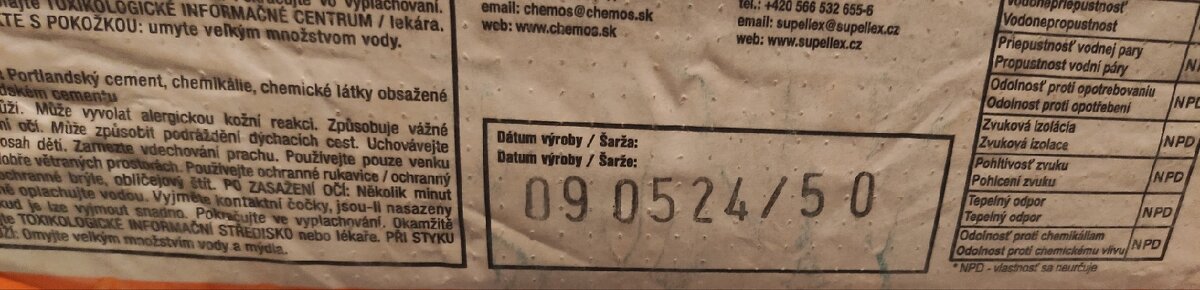 vyplachování.
TOXIKOLOGICKÉ INFORMAČNÉ CENTRUM / lekára.
S POKOŽKOU: umyte veľkým množstvom vody.
Portlandský cement, chemikálie, chemické látky obsažené
cementu
Může vyvolat alergickou kožní reakci. Způsobuje vážné
očí. Může způsobit podráždění dýchacích cest. Uchovávejte
dětí. Zamezte vdechování prachu. Používejte pouze venku
dobře větraných prostorách. Používejte ochranné rukavice / ochranný
ochranné brýle, obličejový štít. PO ZASAŽENÍ OČÍ: Několik minut
oplachujte vodou. Vyjměte kontaktní čočky, jsou-li nasazeny
je lze vyjmout snadno. Pokračujte ve vyplachování. Okamžitě
TOXIKOLOGICKÉ INFORMAČNÍ STŘEDISKO nebo lékaře. PŘI STYKU
Omyjte velkým množstvím vody a mýdla.
email: chemos@chemos.sk
web: www.chemos.sk
tel.: +420 566 532 655-6
email: supellex@supellex.cz
web: www.supellex.cz
Dátum výroby / Šarža:
Datum výroby / Šarže:
090524/50
Vodonepriepustnosť
Vodonepropustnost
Priepustnosť vodnej pary
Propustnost vodní páry
Odolnosť proti opotrebovaniu
Odolnost proti opotřebení
NPD
Zvuková izolácia
Zvuková izolace
NPD
Pohltivosť zvuku
Pohlcení zvuku
NPD
Tepelný odpor
Tepelný odpor
NPD
Odolnosť proti chemikáliam
Odolnost proti chemickému vlivu
NPD
* NPD - vlastnosť sa neurčuje